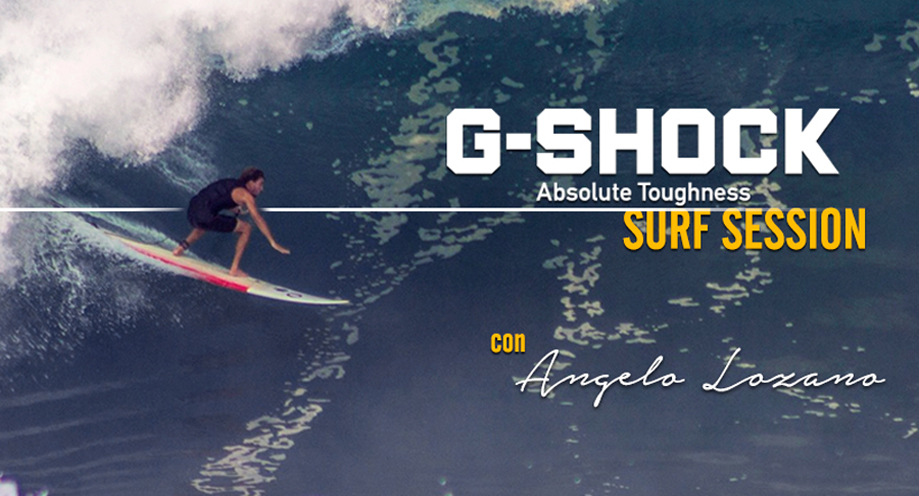 G-SHOCK
Absolute Toughness
SURF SESSION
con
Angelo Lozano